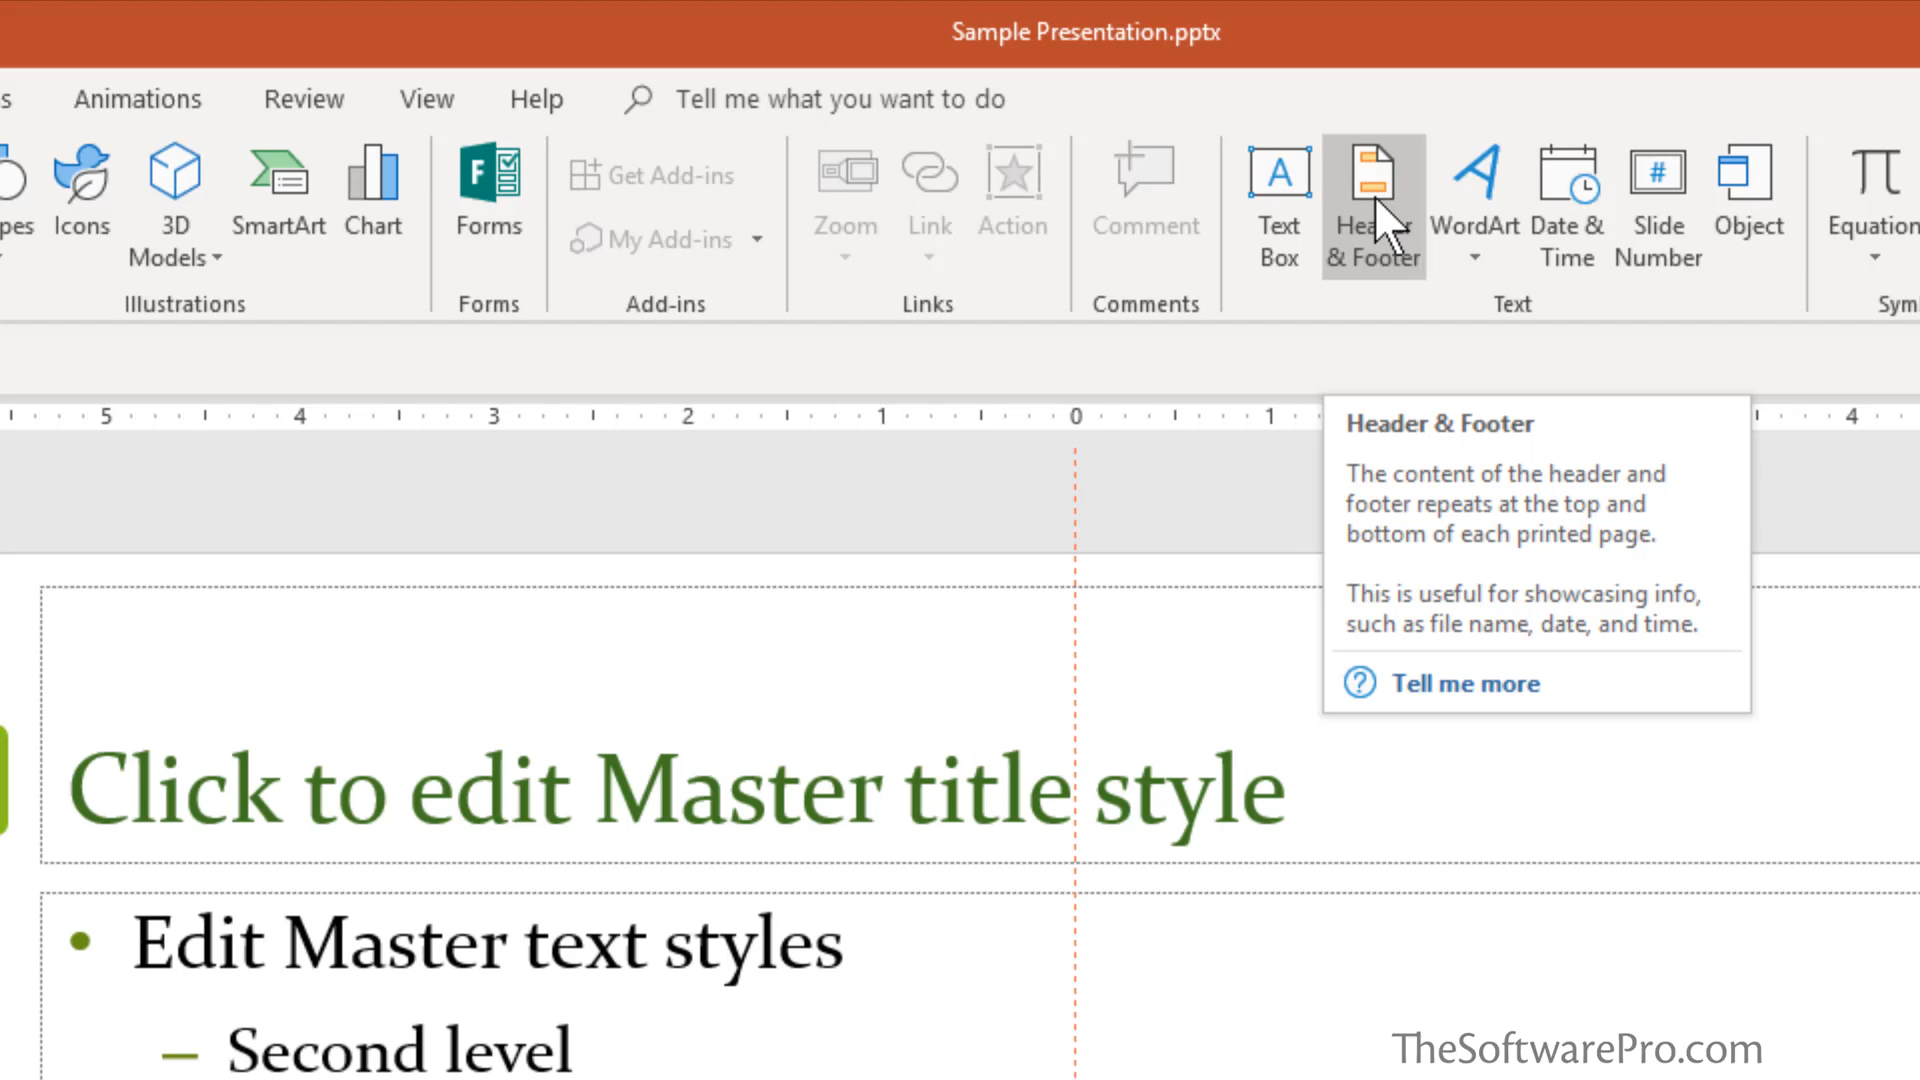 Sample Presentation.pptx
s Animations Review View Help Tell me what you want to do
pes Icons 3D Models SmartArt Chart
Illustrations
F
Forms
Forms
Get Add-ins
My Add-ins
Add-ins
Zoom Link Action
Links
Comment
Comments
A
Text Box
Header & Footer
WordArt
Date & Time
#
Slide Number
Object
Text
π
Equation
Sym
5 4 3 2 1 0 1 4
Header & Footer
The content of the header and
footer repeats at the top and
bottom of each printed page.
This is useful for showcasing info,
such as file name, date, and time.
? Tell me more
Click to edit Master title style
• Edit Master text styles
– Second level
TheSoftwarePro.com